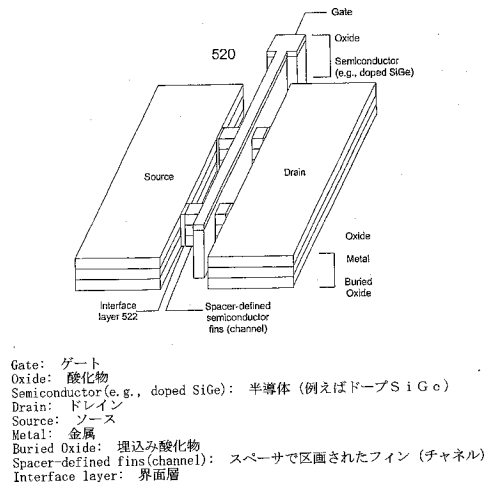 Gate
520
Oxide
Semiconductor
(e.g., doped SiGe)
Source
Drain
Oxide
Metal
Buried
Oxide
Interface
layer 522
Spacer-defined
semiconductor
fins (channel)
Gate: ゲート
Oxide: 酸化物
Semiconductor(e.g., doped SiGe): 半導体 (例えばドープＳｉＧｃ)
Drain: ドレイン
Source: ソース
Metal: 金属
Buried Oxide: 埋込み酸化物
Spacer-defined fins(channel): スペーサで区画されたフィン (チャネル)
Interface layer: 界面層